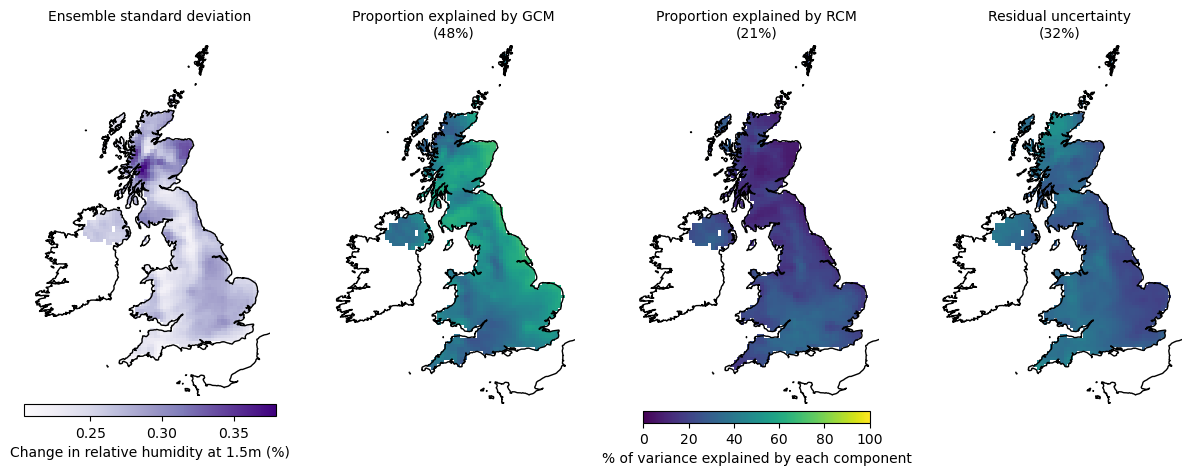 Ensemble standard deviation
Proportion explained by GCM
(48%)
Proportion explained by RCM
(21%)
Residual uncertainty
(32%)
0.25 0.30 0.35
Change in relative humidity at 1.5m (%)
0 20 40 60 80 100
% of variance explained by each component